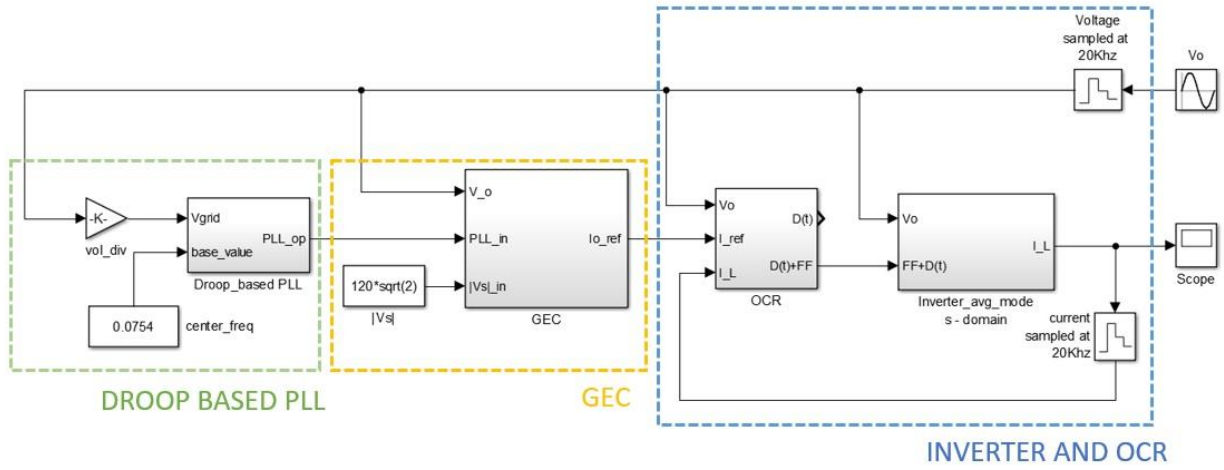 Voltage
sampled at
20Khz
Vo
-K-
vol_div
Vgrid
base_value
PLL_op
Droop_based PLL
0.0754
center_freq
DROOP BASED PLL
V_o
PLL_in
|Vs|_in
Io_ref
GEC
120*sqrt(2)
|Vs|
GEC
Vo
I_ref
I_L
D(t)
D(t)+FF
OCR
Vo
FF+D(t)
I_L
Inverter_avg_mode
s - domain
Scope
current
sampled at
20Khz
INVERTER AND OCR